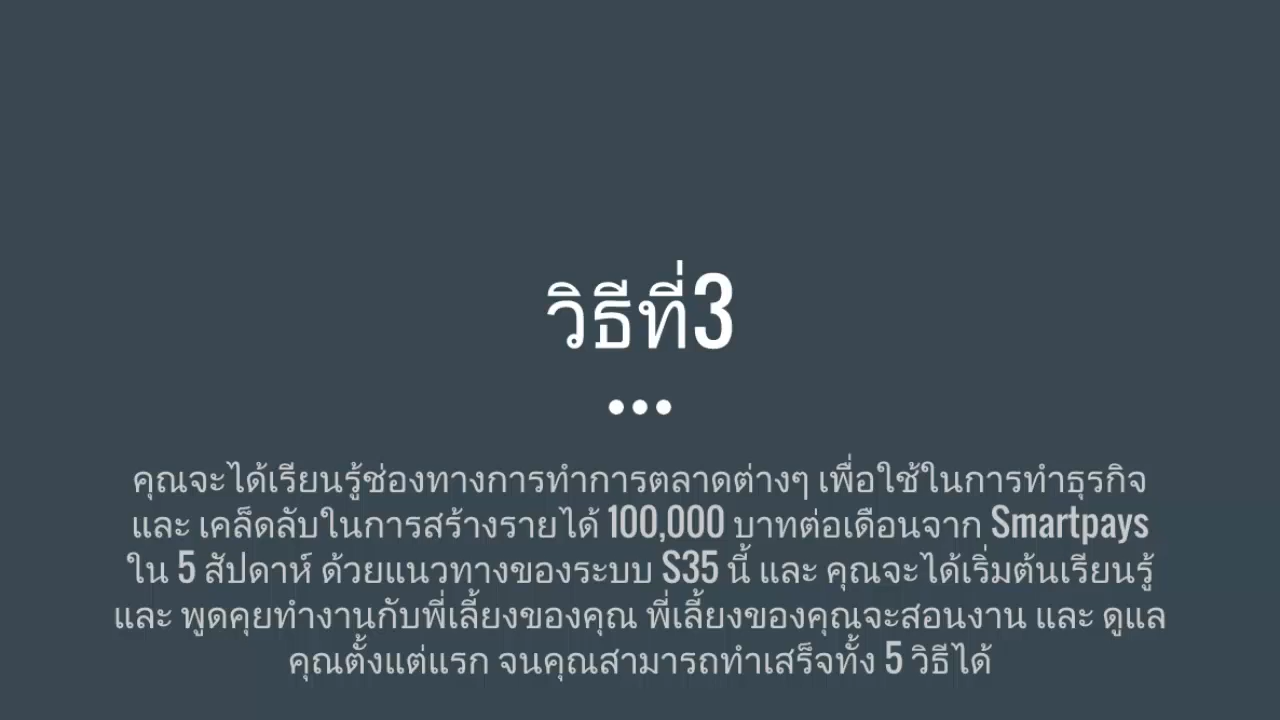 วิธีที่3
คุณจะได้เรียนรู้ช่องทางการทำการตลาดต่างๆ เพื่อใช้ในการทำธุรกิจ
และ เคล็ดลับในการสร้างรายได้ 100,000 บาทต่อเดือนจาก Smartpays
ใน 5 สัปดาห์ ด้วยแนวทางของระบบ S35 นี้ และ คุณจะได้เริ่มต้นเรียนรู้
และ พูดคุยทำงานกับพี่เลี้ยงของคุณ พี่เลี้ยงของคุณจะสอนงาน และ ดูแล
คุณตั้งแต่แรก จนคุณสามารถทำเสร็จทั้ง 5 วิธีได้